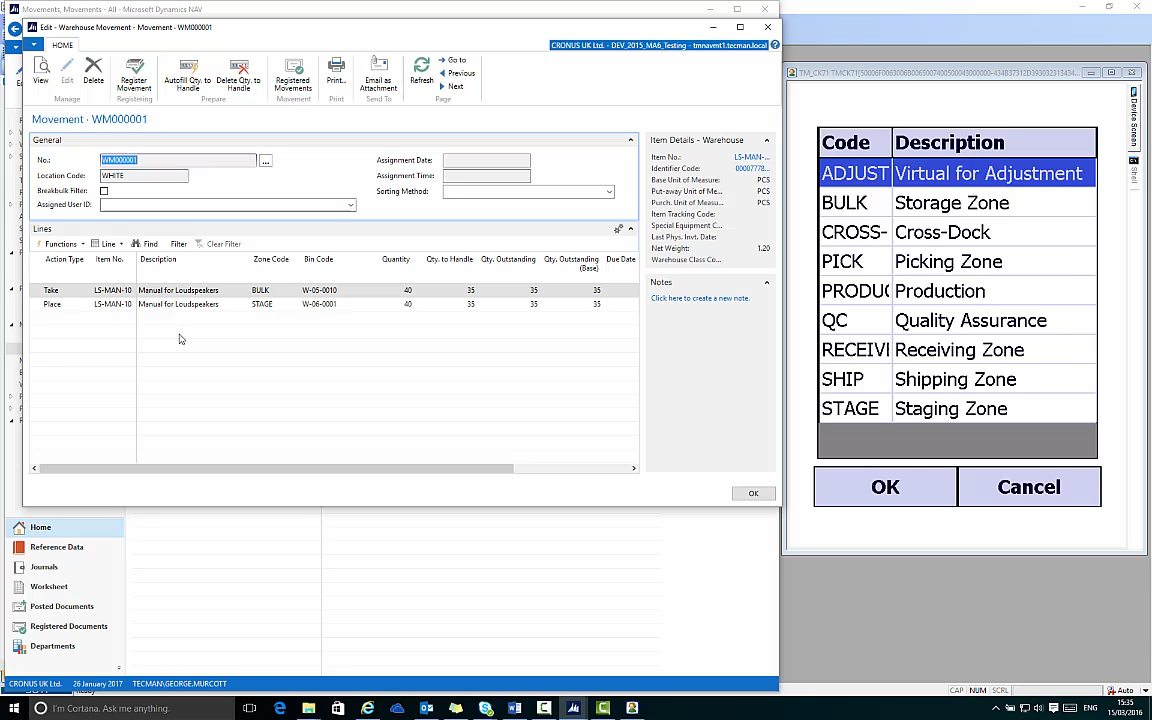 Movements, Movements - All - Microsoft Dynamics NAV
Edit - Warehouse Movement - Movement - WM000001
HOME
CRONUS UK Ltd. - DEV_2015_MA6_Testing - tmnavmt1.tecman.local
View
Edit
Delete
Manage
Register Movement
Registering
Autofill Qty. to Handle
Delete Qty. to Handle
Prepare
Registered Movements
Movement
Print...
Print
Email as Attachment
Send To
Refresh
Go to
Previous
Next
Page
Movement · WM000001
General
No.: WM000001 ...
Location Code: WHITE
Breakbulk Filter:
Assigned User ID:
Assignment Date:
Assignment Time:
Sorting Method:
Lines
Functions Line Find Filter Clear Filter
Action Type Item No. Description Zone Code Bin Code Quantity Qty. to Handle Qty. Outstanding Qty. Outstanding (Base) Due Date
Take LS-MAN-10 Manual for Loudspeakers BULK W-05-0010 40 35 35 35
Place LS-MAN-10 Manual for Loudspeakers STAGE W-06-0001 40 35 35 35
OK
Item Details - Warehouse
Item No.: LS-MAN-...
Identifier Code: 00007778...
Base Unit of Measure: PCS
Put-away Unit of Me... PCS
Purch. Unit of Measur... PCS
Item Tracking Code:
Special Equipment C...
Last Phys. Invt. Date:
Net Weight: 1.20
Warehouse Class Co...
Notes
Click here to create a new note.
Home
Reference Data
Journals
Worksheet
Posted Documents
Registered Documents
Departments
CRONUS UK Ltd. 26 January 2017 TECMAN\GEORGE.MURCOTT
Device Screen
Shell
Code Description
ADJUST Virtual for Adjustment
BULK Storage Zone
CROSS- Cross-Dock
PICK Picking Zone
PRODUC Production
QC Quality Assurance
RECEIVI Receiving Zone
SHIP Shipping Zone
STAGE Staging Zone
OK Cancel
CAP NUM SCRL Auto
I'm Cortana. Ask me anything.
ENG
15:35
15/03/2016